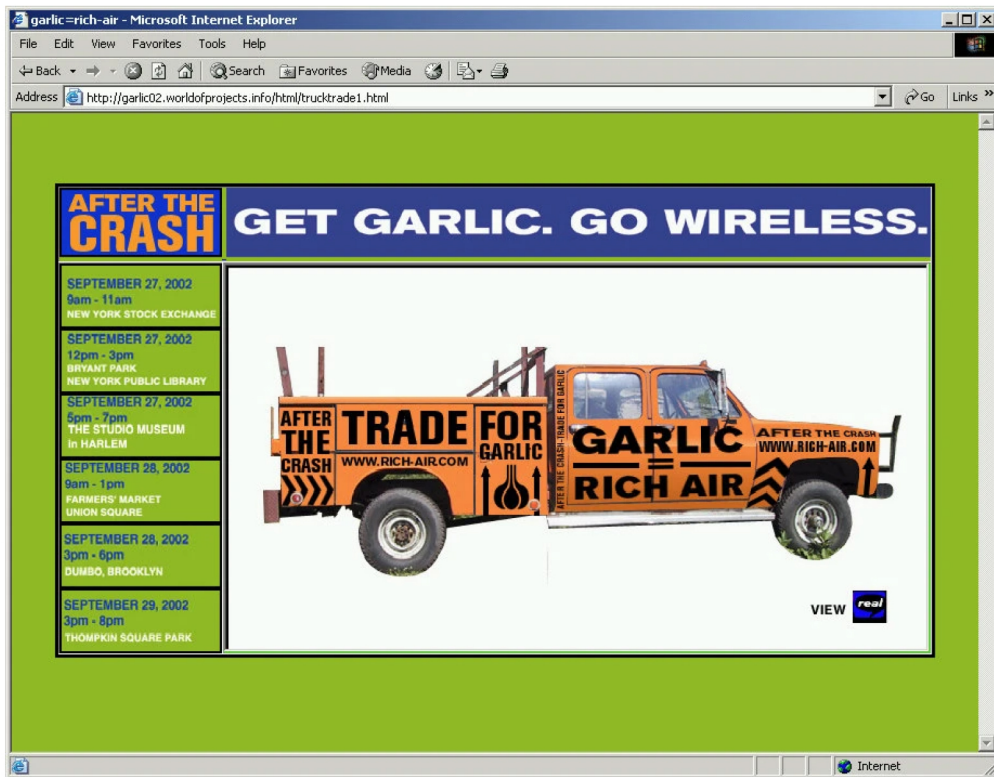 garlic=rich-air - Microsoft Internet Explorer
File Edit View Favorites Tools Help
Back Search Favorites Media
Address http://garlic02.worldofprojects.info/html/trucktrade1.html Go Links »
AFTER THE
CRASH
GET GARLIC. GO WIRELESS.
SEPTEMBER 27, 2002
9am - 11am
NEW YORK STOCK EXCHANGE
SEPTEMBER 27, 2002
12pm - 3pm
BRYANT PARK
NEW YORK PUBLIC LIBRARY
SEPTEMBER 27, 2002
5pm - 7pm
THE STUDIO MUSEUM
In HARLEM
SEPTEMBER 28, 2002
9am - 1pm
FARMERS' MARKET
UNION SQUARE
SEPTEMBER 28, 2002
3pm - 6pm
DUMBO, BROOKLYN
SEPTEMBER 29, 2002
3pm - 8pm
THOMPKIN SQUARE PARK
AFTER
THE
CRASH
TRADE FOR
GARLIC
WWW.RICH-AIR.COM
AFTER THE CRASH-TRADE FOR GARLIC
GARLIC
=
RICH AIR
AFTER THE CRASH
WWW.RICH-AIR.COM
VIEW real
Internet